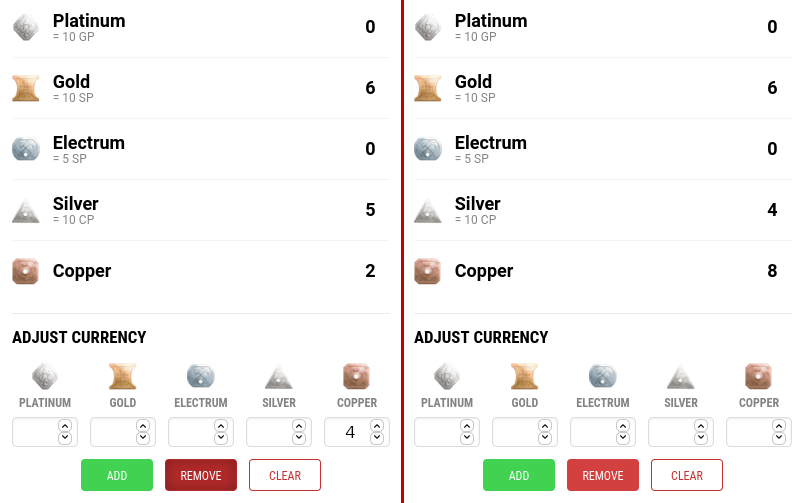 Platinum
= 10 GP
0
Gold
= 10 SP
6
Electrum
= 5 SP
0
Silver
= 10 CP
5
Copper
2
ADJUST CURRENCY
PLATINUM GOLD ELECTRUM SILVER COPPER
4
ADD REMOVE CLEAR
Platinum
= 10 GP
0
Gold
= 10 SP
6
Electrum
= 5 SP
0
Silver
= 10 CP
4
Copper
8
ADJUST CURRENCY
PLATINUM GOLD ELECTRUM SILVER COPPER
ADD REMOVE CLEAR